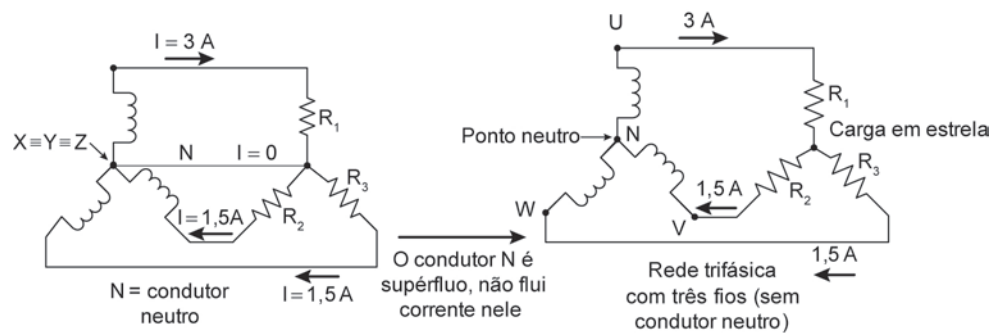 I = 3 A
R1
X≡Y≡Z
N
I = 0
R3
I = 1,5A
R2
I = 1,5 A
N = condutor
neutro
O condutor N é
supérfluo, não flui
corrente nele
U
3 A
R1
Ponto neutro
N
Carga em estrela
R3
W
1,5 A
R2
V
1,5 A
Rede trifásica
com três fios (sem
condutor neutro)